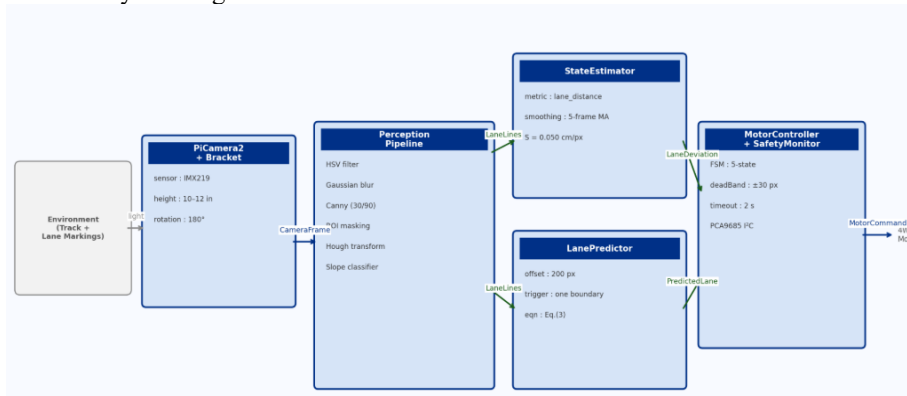 Environment
(Track +
Lane Markings)
light
PiCamera2
+ Bracket
sensor : IMX219
height : 10–12 in
rotation : 180°
CameraFrame
Perception
Pipeline
HSV filter
Gaussian blur
Canny (30/90)
ROI masking
Hough transform
Slope classifier
LaneLines
LaneLines
StateEstimator
metric : lane_distance
smoothing : 5-frame MA
S = 0.050 cm/px
LanePredictor
offset : 200 px
trigger : one boundary
eqn : Eq.(3)
LaneDeviation
PredictedLane
MotorController
+ SafetyMonitor
FSM : 5-state
deadBand : ±30 px
timeout : 2 s
PCA9685 I²C
MotorCommand
4W
Mo